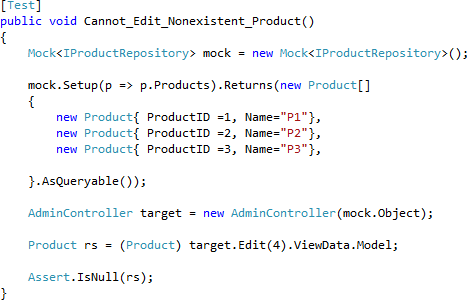 [Test]
public void Cannot_Edit_Nonexistent_Product()
{
    Mock<IProductRepository> mock = new Mock<IProductRepository>();
    mock.Setup(p => p.Products).Returns(new Product[]
    {
        new Product{ ProductID =1, Name="P1"},
        new Product{ ProductID =2, Name="P2"},
        new Product{ ProductID =3, Name="P3"},
    }.AsQueryable());
    AdminController target = new AdminController(mock.Object);
    Product rs = (Product) target.Edit(4).ViewData.Model;
    Assert.IsNull(rs);
}